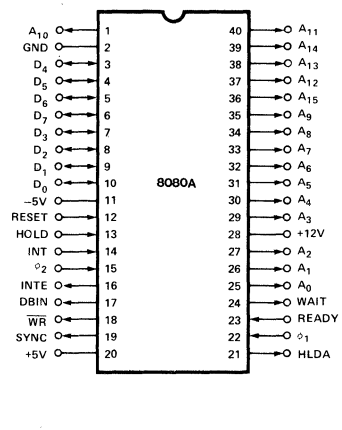 A10 1 40 A11
GND 2 39 A14
D4 3 38 A13
D5 4 37 A12
D6 5 36 A15
D7 6 35 A9
D3 7 34 A8
D2 8 33 A7
D1 9 32 A6
D0 10 8080A 31 A5
−5V 11 30 A4
RESET 12 29 A3
HOLD 13 28 +12V
INT 14 27 A2
ϕ2 15 26 A1
INTE 16 25 A0
DBIN 17 24 WAIT
W̅R̅ 18 23 READY
SYNC 19 22 ϕ1
+5V 20 21 HLDA